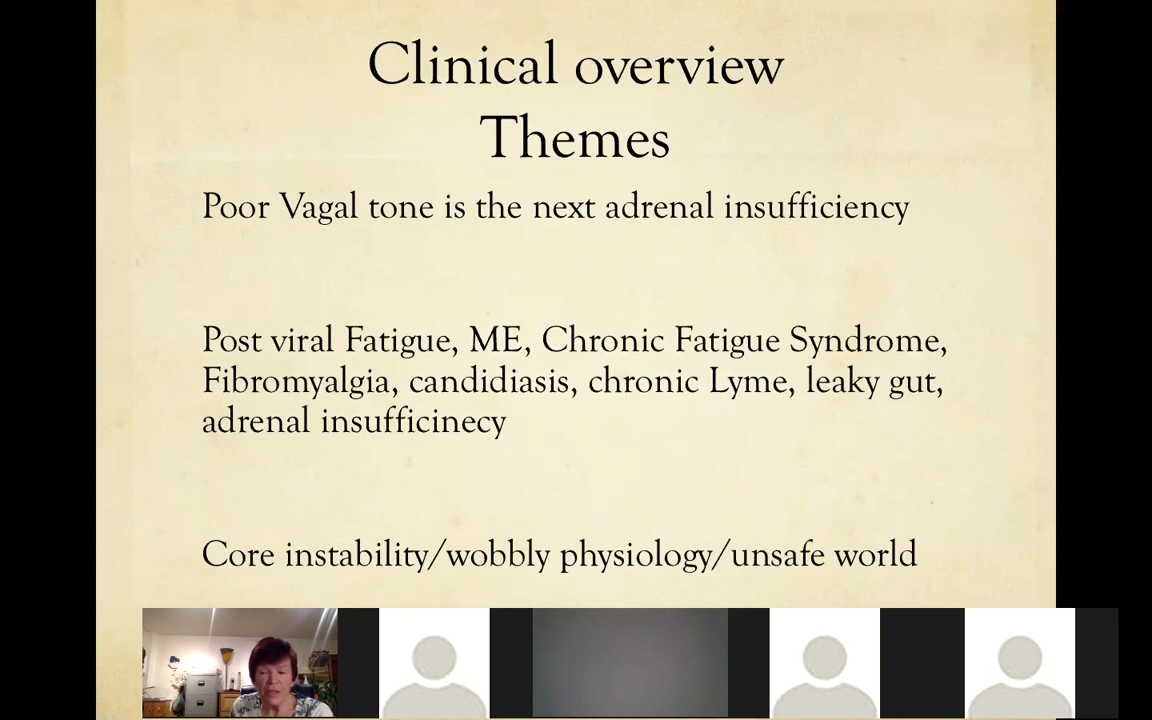 Clinical overview
Themes
Poor Vagal tone is the next adrenal insufficiency
Post viral Fatigue, ME, Chronic Fatigue Syndrome,
Fibromyalgia, candidiasis, chronic Lyme, leaky gut,
adrenal insufficinecy
Core instability/wobbly physiology/unsafe world